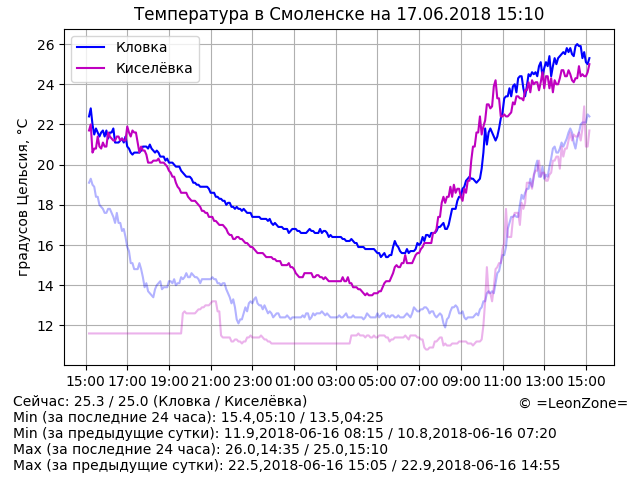 Температура в Смоленске на 17.06.2018 15:10
градусов Цельсия, °C
26
24
22
20
18
16
14
12
Кловка
Киселёвка
15:00 17:00 19:00 21:00 23:00 01:00 03:00 05:00 07:00 09:00 11:00 13:00 15:00
Сейчас: 25.3 / 25.0 (Кловка / Киселёвка)
© =LeonZone=
Min (за последние 24 часа): 15.4,05:10 / 13.5,04:25
Min (за предыдущие сутки): 11.9,2018-06-16 08:15 / 10.8,2018-06-16 07:20
Max (за последние 24 часа): 26.0,14:35 / 25.0,15:10
Max (за предыдущие сутки): 22.5,2018-06-16 15:05 / 22.9,2018-06-16 14:55